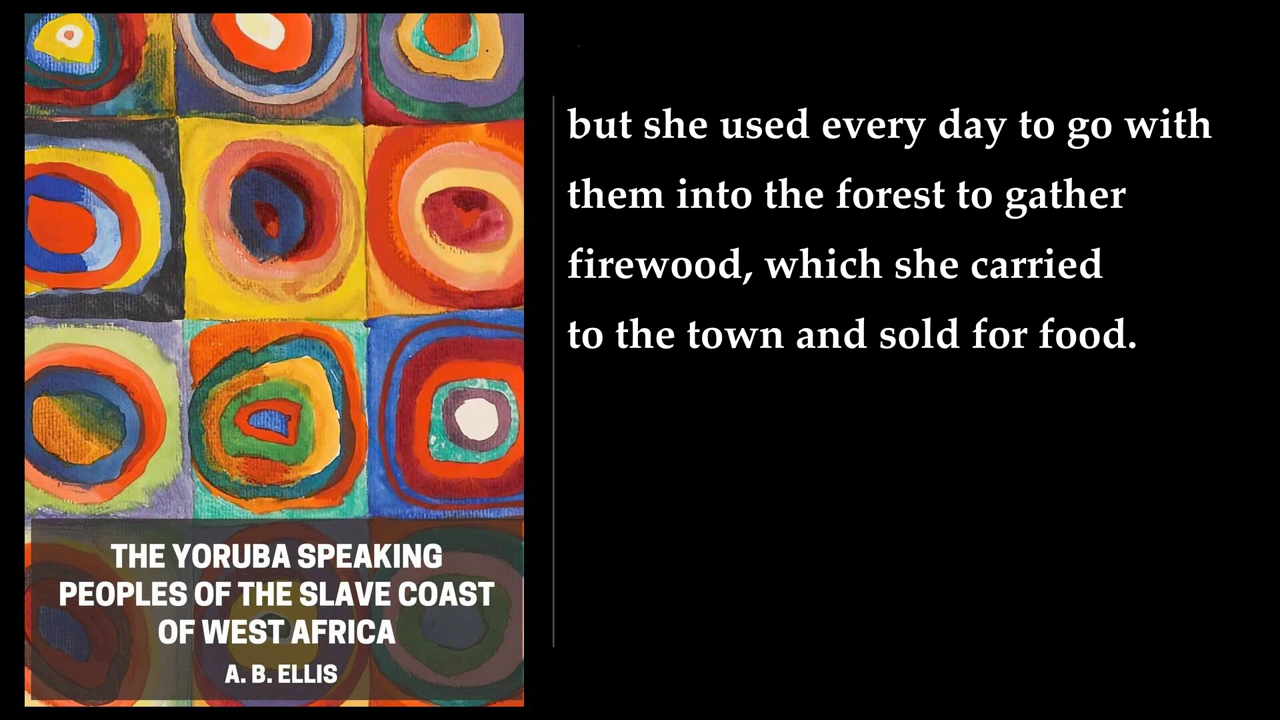 THE YORUBA SPEAKING
PEOPLES OF THE SLAVE COAST
OF WEST AFRICA
A. B. ELLIS
but she used every day to go with
them into the forest to gather
firewood, which she carried
to the town and sold for food.